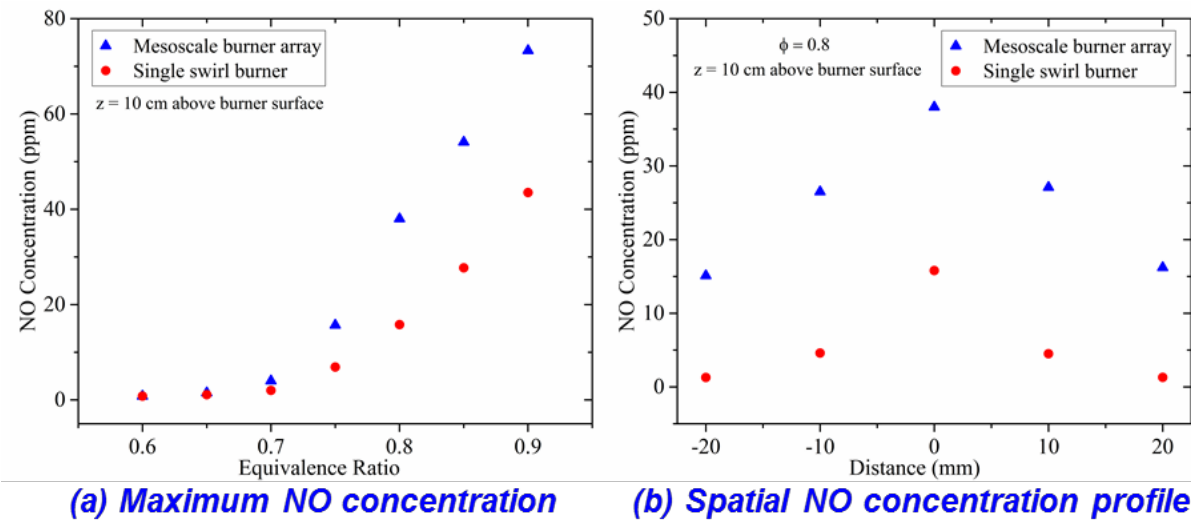 80
60
40
20
0
NO Concentration (ppm)
Mesoscale burner array
Single swirl burner
z = 10 cm above burner surface
0.6 0.7 0.8 0.9
Equivalence Ratio
(a) Maximum NO concentration
50
40
30
20
10
0
NO Concentration (ppm)
ϕ = 0.8
z = 10 cm above burner surface
Mesoscale burner array
Single swirl burner
-20 -10 0 10 20
Distance (mm)
(b) Spatial NO concentration profile